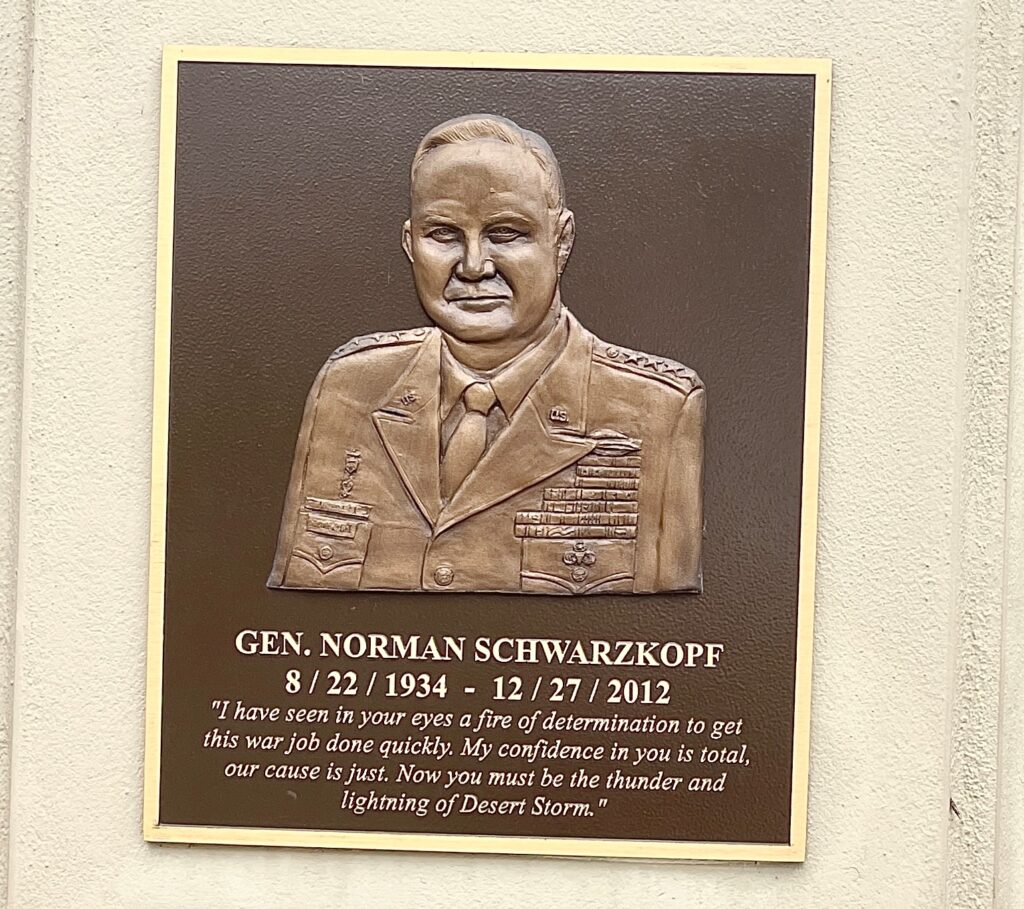 U.S.
GEN. NORMAN SCHWARZKOPF
8 / 22 / 1934 - 12 / 27 / 2012
"I have seen in your eyes a fire of determination to get
this war job done quickly. My confidence in you is total,
our cause is just. Now you must be the thunder and
lightning of Desert Storm."